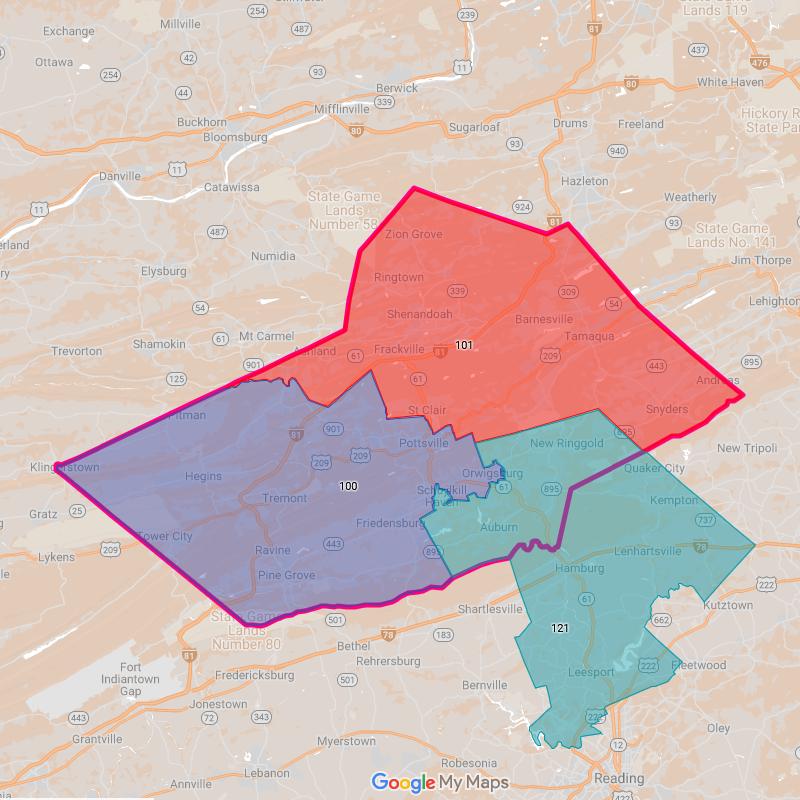 State Game
Lands 119
Millville
254
239
Exchange
487
81
437
Ottawa
42
254
93
11
476
80
White Haven
44
Berwick
339
Mifflinville
Hickory R
State Par
Buckhorn
Bloomsburg
80
Sugarloaf
Drums
Freeland
93
940
Danville
11
Catawissa
Hazleton
State Game
Lands
Number 58
Weatherly
11
924
81
93
State Game
Lands No. 141
erland
487
Zion Grove
Numidia
Jim Thorpe
Elysburg
Ringtown
339
309
54
54
Lehighton
Shenandoah
Barnesville
Mt Carmel
61
Tamaqua
Shamokin
101
Trevorton
Ashland
61
Frackville
81
209
901
443
895
125
61
Andreas
Pitman
St Clair
Snyders
901
81
895
Pottsville
New Ringgold
New Tripoli
209
209
Klingerstown
Orwigsburg
Quaker City
Hegins
100
Schuylkill
Haven
61
895
Tremont
Kempton
Gratz
25
Friedensburg
Auburn
737
Tower City
443
Lykens
209
Ravine
895
Lenhartsville
78
Pine Grove
Hamburg
222
61
Shartlesville
Kutztown
State Game
Lands
Number 80
501
121
662
78
183
Bethel
81
Rehrersburg
Fort
Indiantown
Gap
222
Fleetwood
Fredericksburg
501
Leesport
Bernville
Jonestown
443
72
343
222
Oley
Grantville
Myerstown
12
Robesonia
Lebanon
Annville
Google My Maps
Reading
422